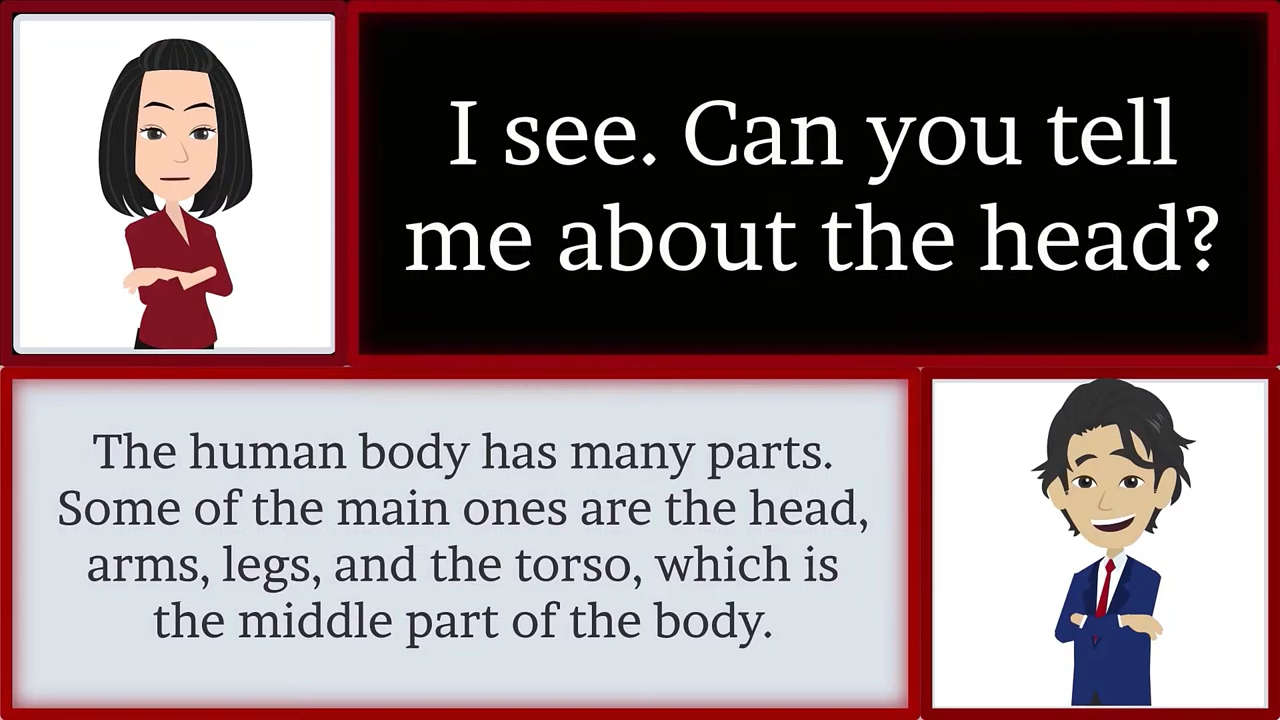 I see. Can you tell
me about the head?
The human body has many parts.
Some of the main ones are the head,
arms, legs, and the torso, which is
the middle part of the body.